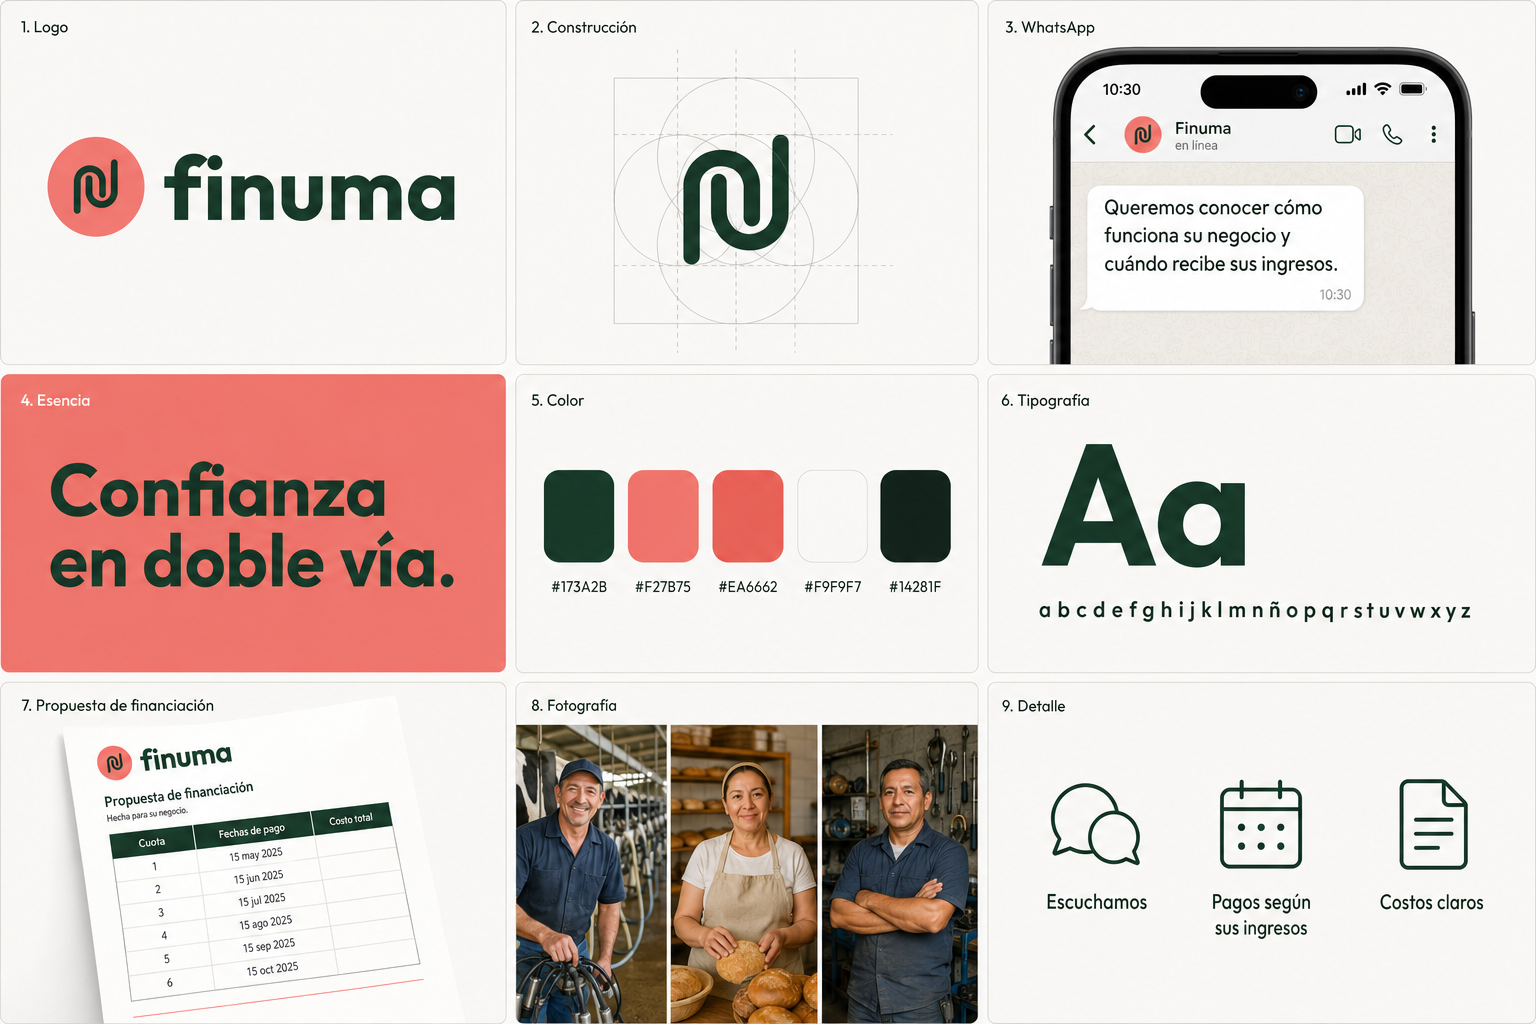 1. Logo
finuma
2. Construcción
3. WhatsApp
10:30
Finuma
en línea
Queremos conocer cómo
funciona su negocio y
cuándo recibe sus ingresos.
10:30
4. Esencia
Confianza
en doble vía.
5. Color
#173A2B #F27B75 #EA6662 #F9F9F7 #14281F
6. Tipografía
Aa
a b c d e f g h i j k l m n ñ o p q r s t u v w x y z
7. Propuesta de financiación
finuma
Propuesta de financiación
Hecha para su negocio.
Cuota Fechas de pago Costo total
1 15 may 2025
2 15 jun 2025
3 15 jul 2025
4 15 ago 2025
5 15 sep 2025
6 15 oct 2025
8. Fotografía
9. Detalle
Escuchamos
Pagos según
sus ingresos
Costos claros